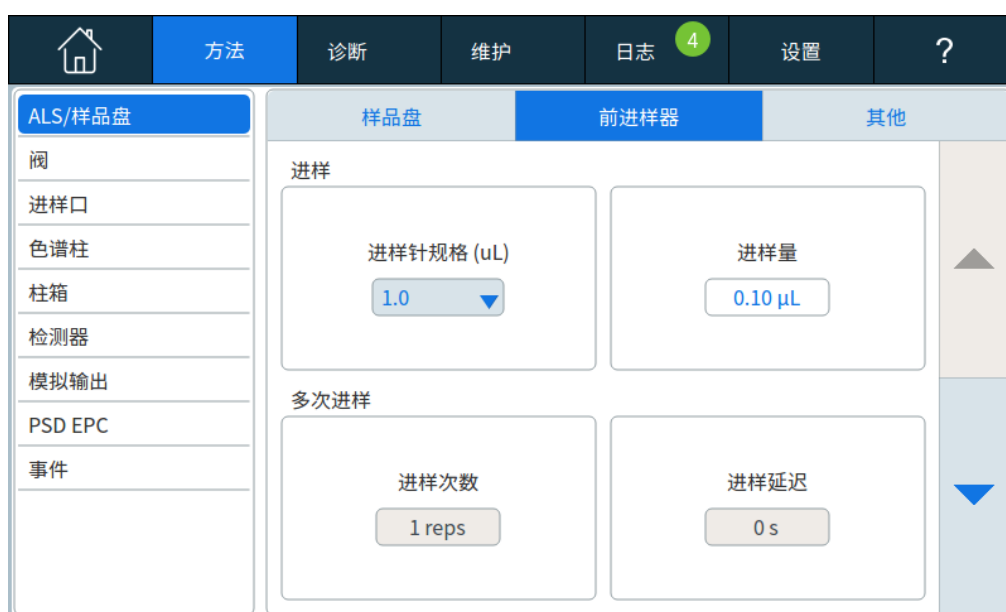 方法 诊断 维护 日志 4 设置 ?
ALS/样品盘
阀
进样口
色谱柱
柱箱
检测器
模拟输出
PSD EPC
事件
样品盘 前进样器 其他
进样
进样针规格 (uL) 进样量
1.0 0.10 µL
多次进样
进样次数 进样延迟
1 reps 0 s